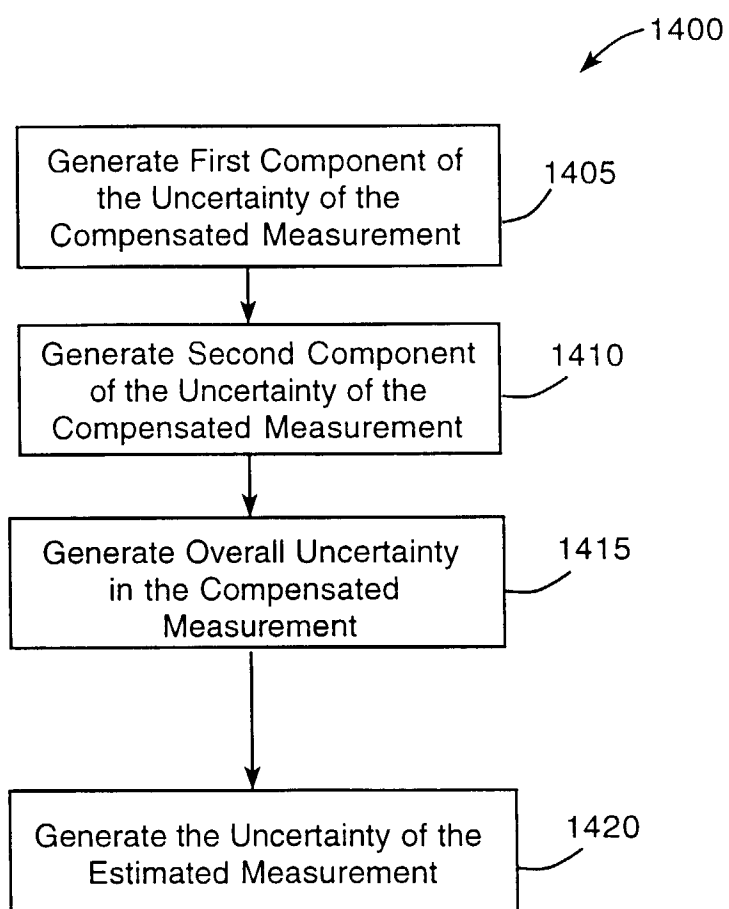 1400
Generate First Component of
the Uncertainty of the
Compensated Measurement
1405
Generate Second Component
of the Uncertainty of the
Compensated Measurement
1410
Generate Overall Uncertainty
in the Compensated
Measurement
1415
Generate the Uncertainty of the
Estimated Measurement
1420